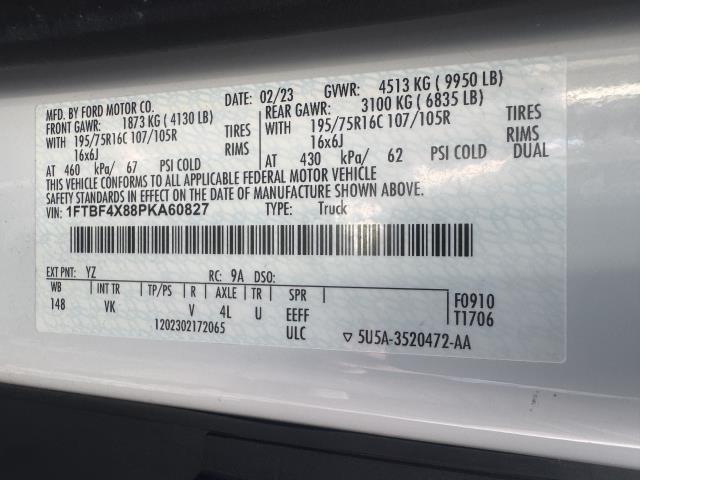 MFD. BY FORD MOTOR CO. DATE: 02/23 GVWR: 4513 KG ( 9950 LB)
FRONT GAWR: 1873 KG ( 4130 LB) REAR GAWR: 3100 KG ( 6835 LB)
WITH 195/75R16C 107/105R TIRES WITH 195/75R16C 107/105R TIRES
16x6J RIMS 16x6J RIMS
AT 460 kPa/ 67 PSI COLD AT 430 kPa/ 62 PSI COLD DUAL
THIS VEHICLE CONFORMS TO ALL APPLICABLE FEDERAL MOTOR VEHICLE
SAFETY STANDARDS IN EFFECT ON THE DATE OF MANUFACTURE SHOWN ABOVE.
VIN: 1FTBF4X88PKA60827 TYPE: Truck
EXT PNT: YZ RC: 9A DSO:
WB INT TR TP/PS R AXLE TR SPR F0910
148 VK V 4L U EEFF T1706
1202302172065 ULC ▽ 5U5A-3520472-AA